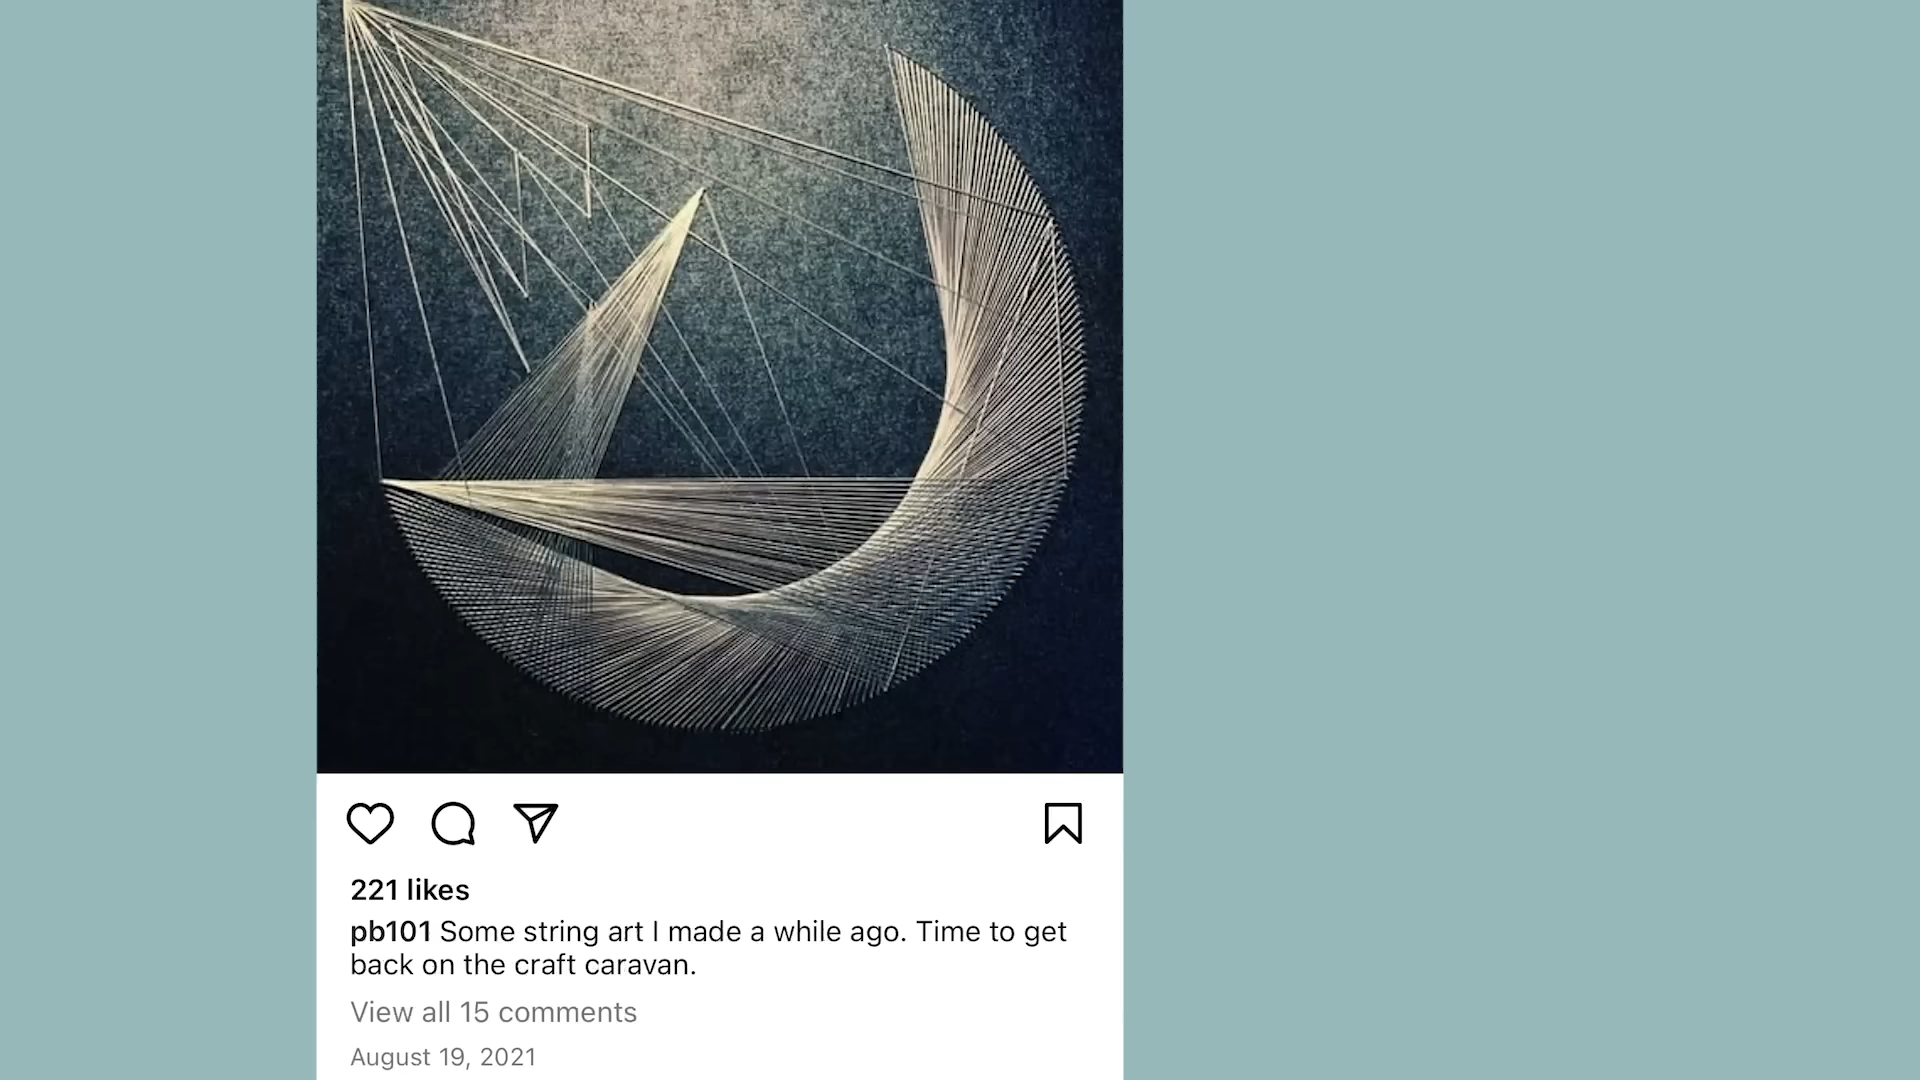 221 likes
pb101 Some string art I made a while ago. Time to get
back on the craft caravan.
View all 15 comments
August 19, 2021